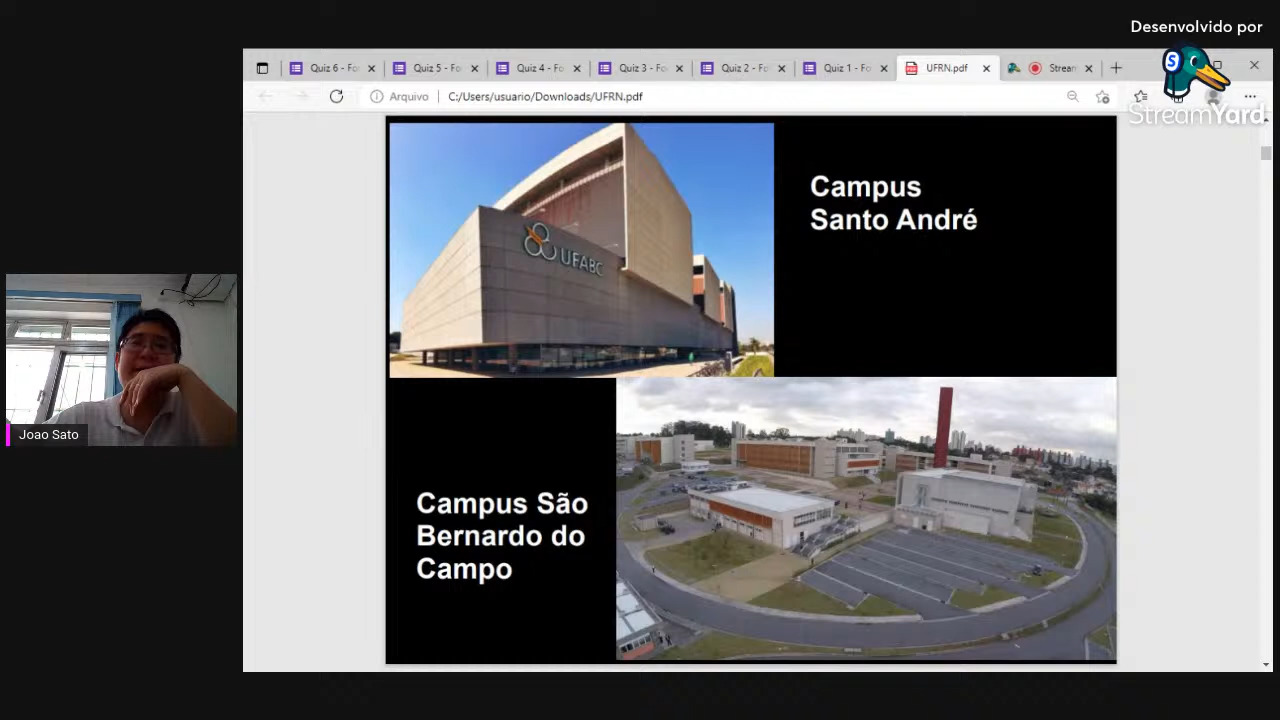 Desenvolvido por
StreamYard
Quiz 6 - Fo
Quiz 5 - Fo
Quiz 4 - Fo
Quiz 3 - Fo
Quiz 2 - Fo
Quiz 1 - Fo
UFRN.pdf
Stream
Arquivo
C:/Users/usuario/Downloads/UFRN.pdf
UFABC
Campus
Santo André
Joao Sato
Campus São
Bernardo do
Campo